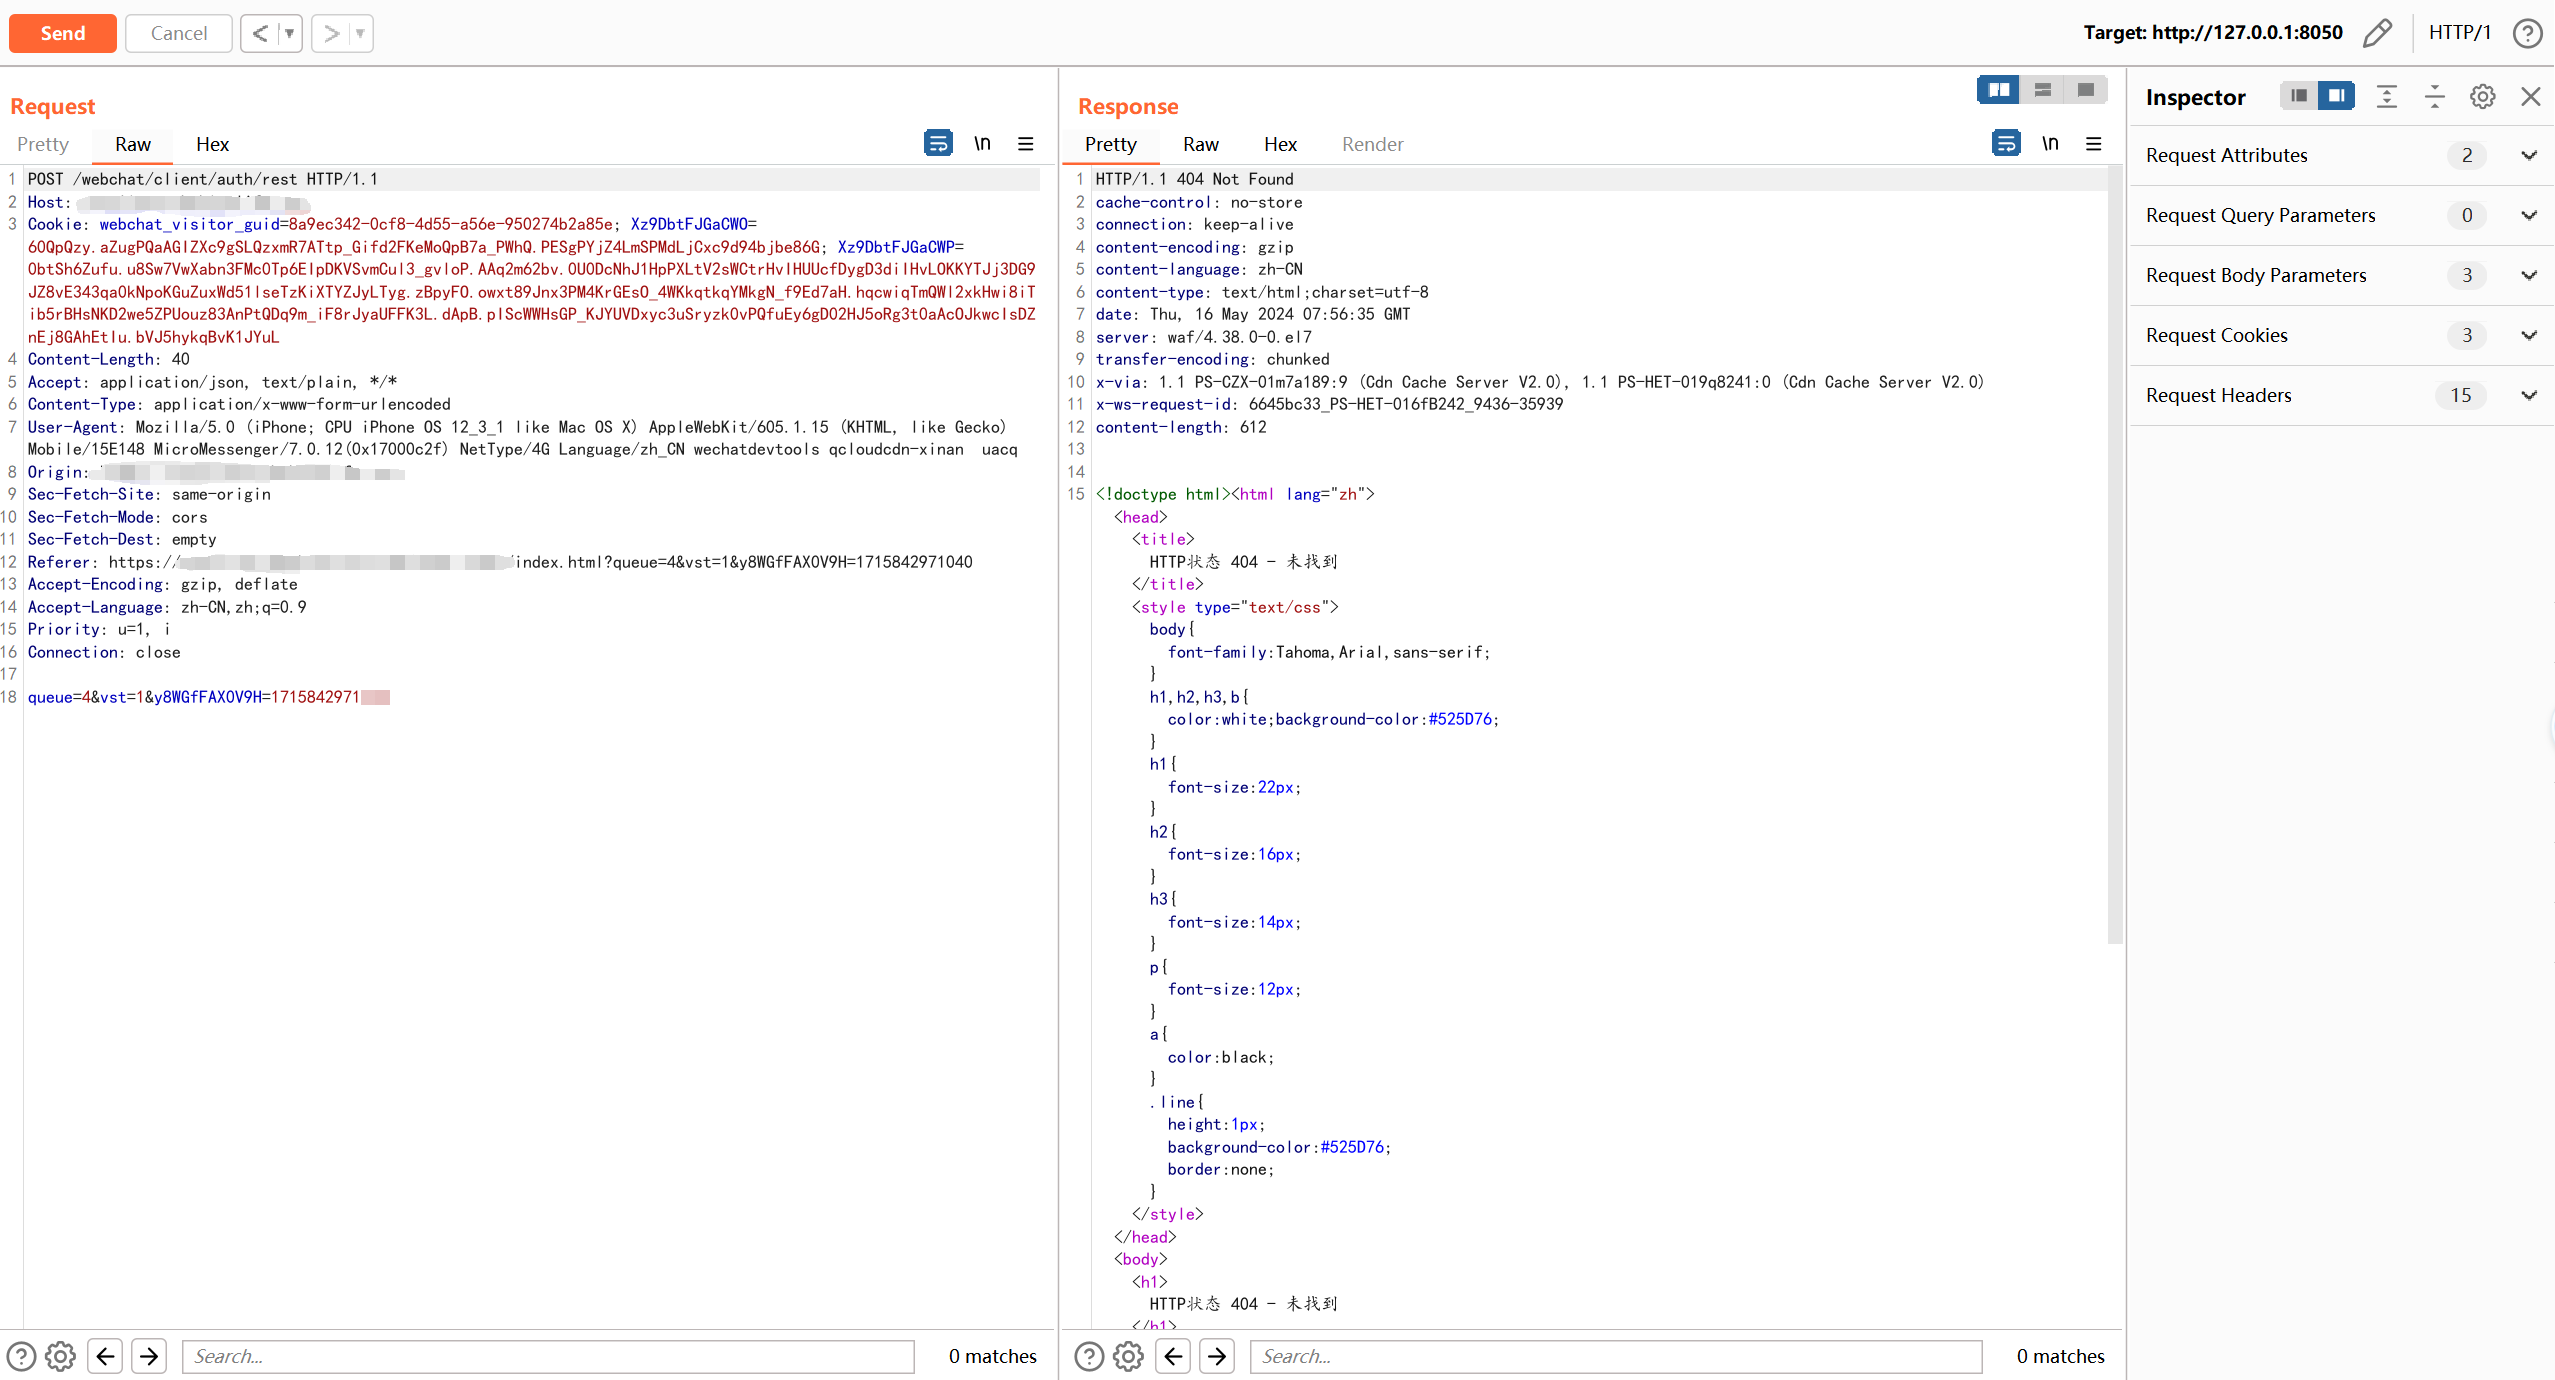 Send Cancel < ▾ > ▾ Target: http://127.0.0.1:8050 HTTP/1
Request
Pretty Raw Hex \n
1 POST /webchat/client/auth/rest HTTP/1.1
2 Host:
3 Cookie: webchat_visitor_guid=8a9ec342-0cf8-4d55-a56e-950274b2a85e; Xz9DbtFJGaCWO=
6OQpQzy.aZugPQaAGIZXc9gSLQzxmR7ATtp_Gifd2FKeMoQpB7a_PWhQ.PESgPYjZ4LmSPMdLjCxc9d94bjbe86G; Xz9DbtFJGaCWP=
0btSh6Zufu.u8Sw7VwXabn3FMc0Tp6EIpDKVSvmCul3_gvloP.AAq2m62bv.0UODcNhJ1HpPXLtV2sWCtrHvIHUUcfDygD3diIHvLOKKYTJj3DG9
JZ8vE343qa0kNpoKGuZuxWd51IseTzKiXTYZJyLTyg.zBpyFO.owxt89Jnx3PM4KrGEsO_4WKkqtkqYMkgN_f9Ed7aH.hqcwiqTmQWI2xkHwi8iT
ib5rBHsNKD2we5ZPUouz83AnPtQDq9m_iF8rJyaUFFK3L.dApB.pIScWWHsGP_KJYUVDxyc3uSryzk0vPQfuEy6gD02HJ5oRg3t0aAcOJkwcIsDZ
nEj8GAhEtIu.bVJ5hykqBvK1JYuL
4 Content-Length: 40
5 Accept: application/json, text/plain, */*
6 Content-Type: application/x-www-form-urlencoded
7 User-Agent: Mozilla/5.0 (iPhone; CPU iPhone OS 12_3_1 like Mac OS X) AppleWebKit/605.1.15 (KHTML, like Gecko)
Mobile/15E148 MicroMessenger/7.0.12(0x17000c2f) NetType/4G Language/zh_CN wechatdevtools qcloudcdn-xinan  uacq
8 Origin:
9 Sec-Fetch-Site: same-origin
10 Sec-Fetch-Mode: cors
11 Sec-Fetch-Dest: empty
12 Referer: https:// index.html?queue=4&vst=1&y8WGfFAX0V9H=1715842971040
13 Accept-Encoding: gzip, deflate
14 Accept-Language: zh-CN,zh;q=0.9
15 Priority: u=1, i
16 Connection: close
17
18 queue=4&vst=1&y8WGfFAX0V9H=1715842971
Search... 0 matches
Response
Pretty Raw Hex Render \n
1 HTTP/1.1 404 Not Found
2 cache-control: no-store
3 connection: keep-alive
4 content-encoding: gzip
5 content-language: zh-CN
6 content-type: text/html;charset=utf-8
7 date: Thu, 16 May 2024 07:56:35 GMT
8 server: waf/4.38.0-0.el7
9 transfer-encoding: chunked
10 x-via: 1.1 PS-CZX-01m7a189:9 (Cdn Cache Server V2.0), 1.1 PS-HET-019q8241:0 (Cdn Cache Server V2.0)
11 x-ws-request-id: 6645bc33_PS-HET-016fB242_9436-35939
12 content-length: 612
13
14
15 <!doctype html><html lang="zh">
<head>
<title>
HTTP状态 404 - 未找到
</title>
<style type="text/css">
body{
font-family:Tahoma,Arial,sans-serif;
}
h1,h2,h3,b{
color:white;background-color:#525D76;
}
h1{
font-size:22px;
}
h2{
font-size:16px;
}
h3{
font-size:14px;
}
p{
font-size:12px;
}
a{
color:black;
}
.line{
height:1px;
background-color:#525D76;
border:none;
}
</style>
</head>
<body>
<h1>
HTTP状态 404 - 未找到
</h1>
Search... 0 matches
Inspector
Request Attributes 2
Request Query Parameters 0
Request Body Parameters 3
Request Cookies 3
Request Headers 15